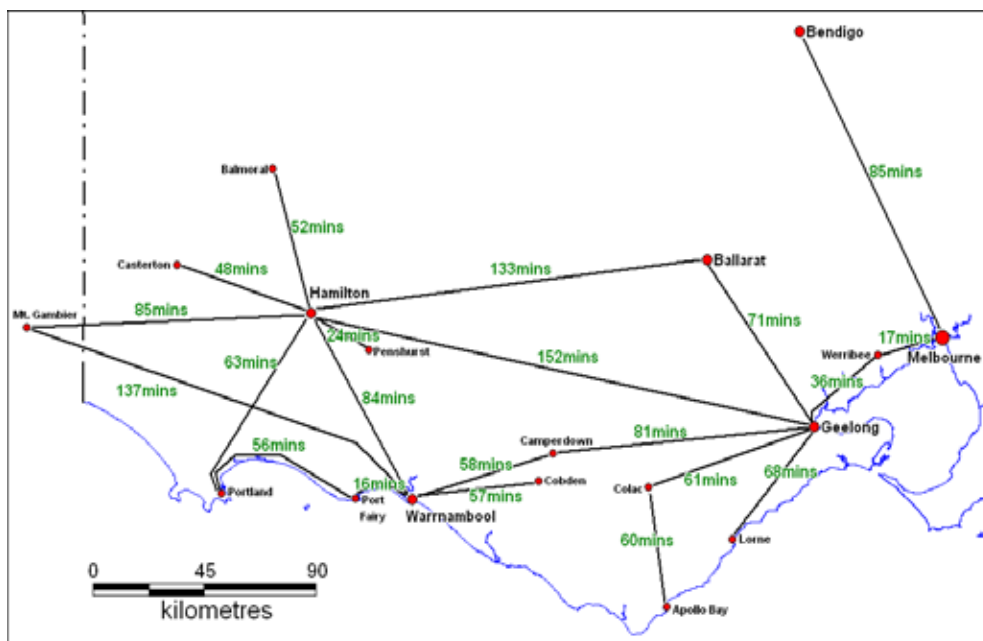 Bendigo
85mins
Balmoral
52mins
Casterton
48mins
133mins
Ballarat
Hamilton
Mt. Gambier
85mins
24mins
Penshurst
71mins
17mins
Werribee
Melbourne
63mins
152mins
36mins
137mins
84mins
Geelong
56mins
Camperdown
81mins
58mins
68mins
16mins
57mins
Cobden
61mins
Colac
Portland
Port
Fairy
Warrnambool
60mins
Lorne
0 45 90
kilometres
Apollo Bay